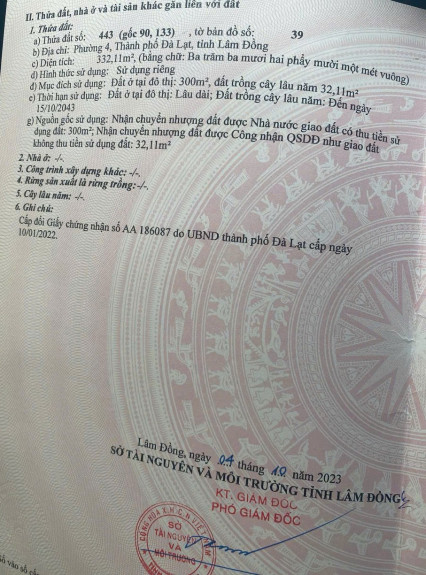 II. Thửa đất, nhà ở và tài sản khác gắn liền với đất
1. Thửa đất:
a) Thửa đất số: 443 (gốc 90, 133) , tờ bản đồ số: 39
b) Địa chỉ: Phường 4, Thành phố Đà Lạt, tỉnh Lâm Đồng
c) Diện tích: 332,11m², (bằng chữ: Ba trăm ba mươi hai phẩy mười một mét vuông)
d) Hình thức sử dụng: Sử dụng riêng
đ) Mục đích sử dụng: Đất ở tại đô thị: 300m², đất trồng cây lâu năm 32,11m²
e) Thời hạn sử dụng: Đất ở tại đô thị: Lâu dài; Đất trồng cây lâu năm: Đến ngày
15/10/2043
g) Nguồn gốc sử dụng: Nhận chuyển nhượng đất được Nhà nước giao đất có thu tiền sử
dụng đất: 300m²; Nhận chuyển nhượng đất được Công nhận QSDĐ như giao đất
không thu tiền sử dụng đất: 32,11m²
2. Nhà ở: -/-.
3. Công trình xây dựng khác: -/-.
4. Rừng sản xuất là rừng trồng: -/-.
5. Cây lâu năm: -/-.
6. Ghi chú:
Cấp đổi Giấy chứng nhận số AA 186087 do UBND thành phố Đà Lạt cấp ngày
10/01/2022.
Lâm Đồng, ngày 04 tháng 10 năm 2023
SỞ TÀI NGUYÊN VÀ MÔI TRƯỜNG TỈNH LÂM ĐỒNG
KT. GIÁM ĐỐC
PHÓ GIÁM ĐỐC
SỞ
TÀI NGUYÊN
VÀ
MÔI TRƯỜNG